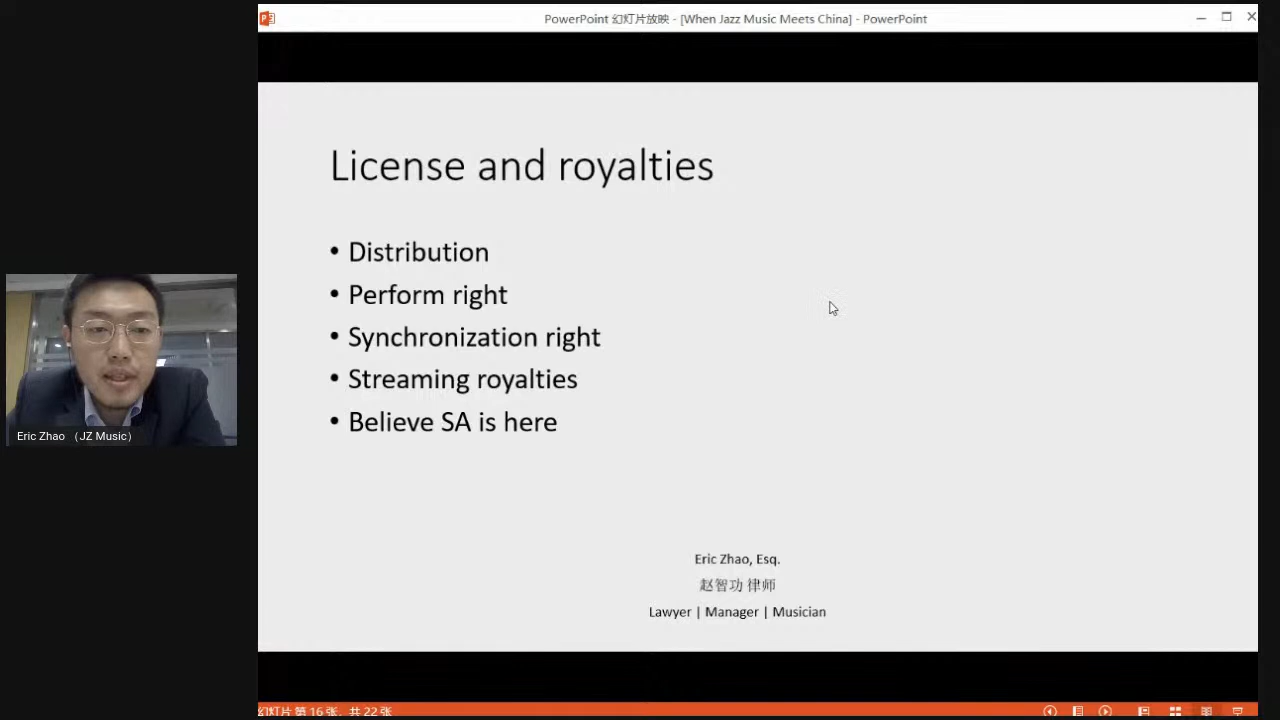 PowerPoint 幻灯片放映 - [When Jazz Music Meets China] - PowerPoint
License and royalties
• Distribution
• Perform right
• Synchronization right
• Streaming royalties
• Believe SA is here
Eric Zhao （JZ Music）
Eric Zhao, Esq.
赵智功 律师
Lawyer | Manager | Musician
幻灯片 第 16 张，共 22 张